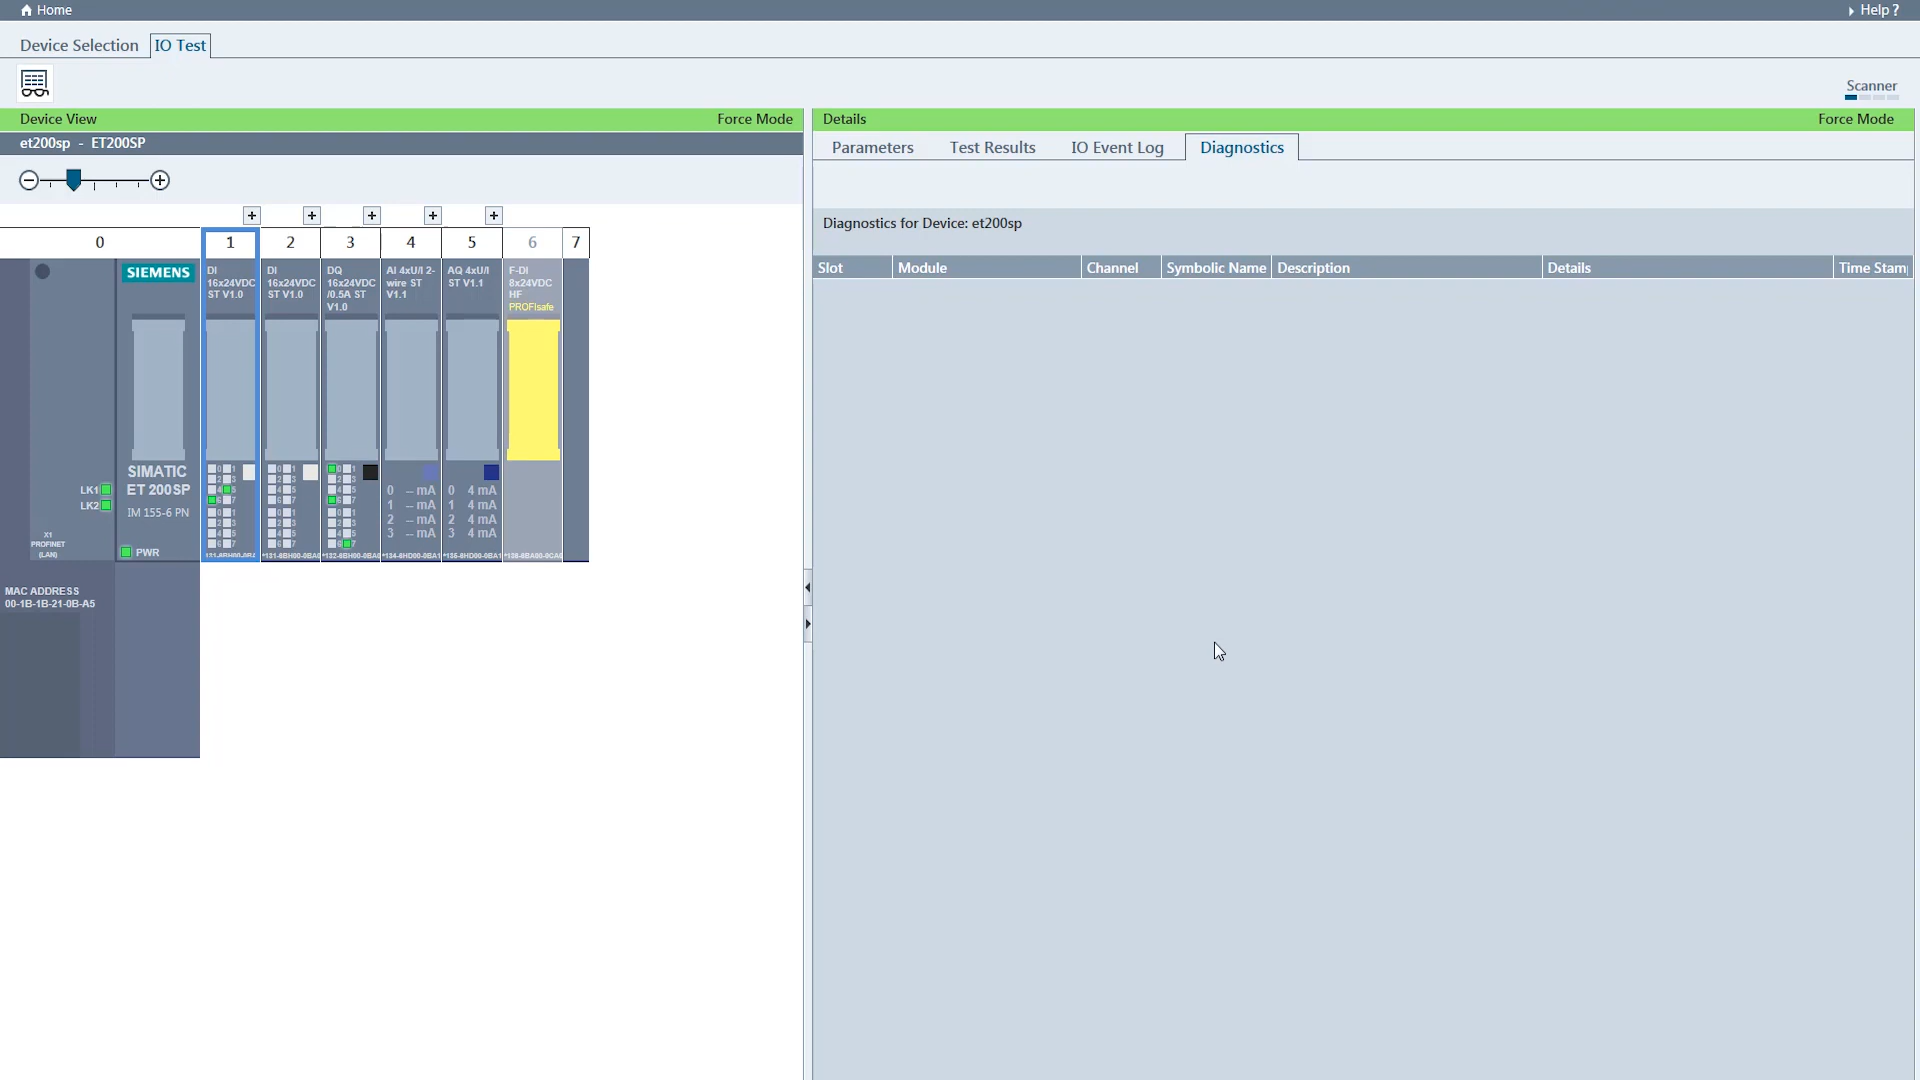 Home
Help ?
Device Selection
IO Test
Scanner
Device View
Force Mode
et200sp - ET200SP
0
1
2
3
4
5
6
7
SIEMENS
DI
16x24VDC
ST V1.0
DI
16x24VDC
ST V1.0
DQ
16x24VDC
/0.5A ST
V1.0
AI 4xU/I 2-
wire ST
V1.1
AQ 4xU/I
ST V1.1
F-DI
8x24VDC
HF
PROFIsafe
SIMATIC
ET 200SP
IM 155-6 PN
LK1
LK2
X1
PROFINET
(LAN)
PWR
0 -- mA
1 -- mA
2 -- mA
3 -- mA
0 4 mA
1 4 mA
2 4 mA
3 4 mA
MAC ADDRESS
00-1B-1B-21-0B-A5
Details
Force Mode
Parameters
Test Results
IO Event Log
Diagnostics
Diagnostics for Device: et200sp
Slot
Module
Channel
Symbolic Name
Description
Details
Time Stam